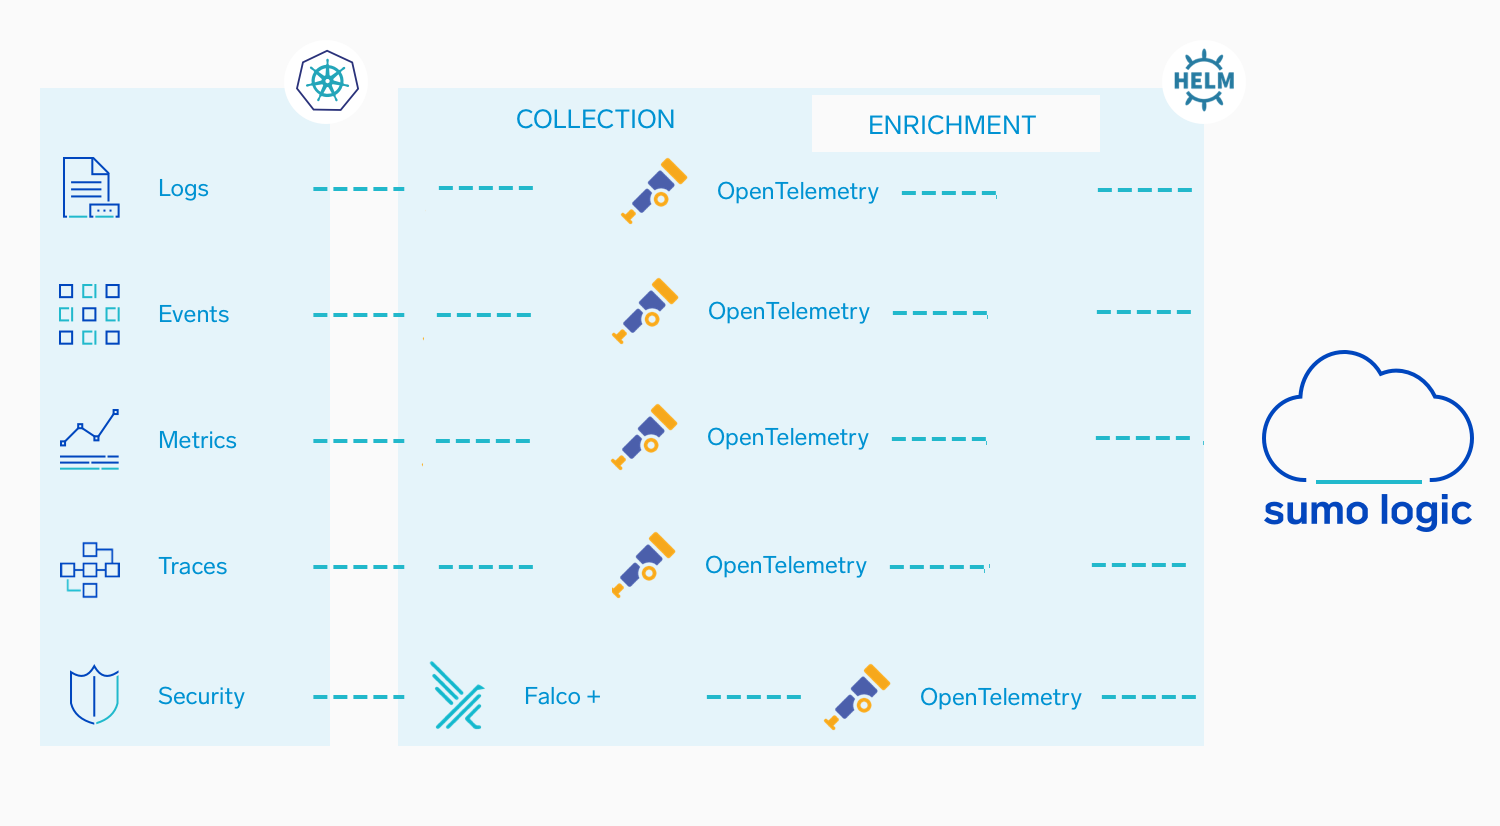 HELM
COLLECTION
ENRICHMENT
Logs
OpenTelemetry
Events
OpenTelemetry
Metrics
OpenTelemetry
Traces
OpenTelemetry
Security
Falco +
OpenTelemetry
sumo logic